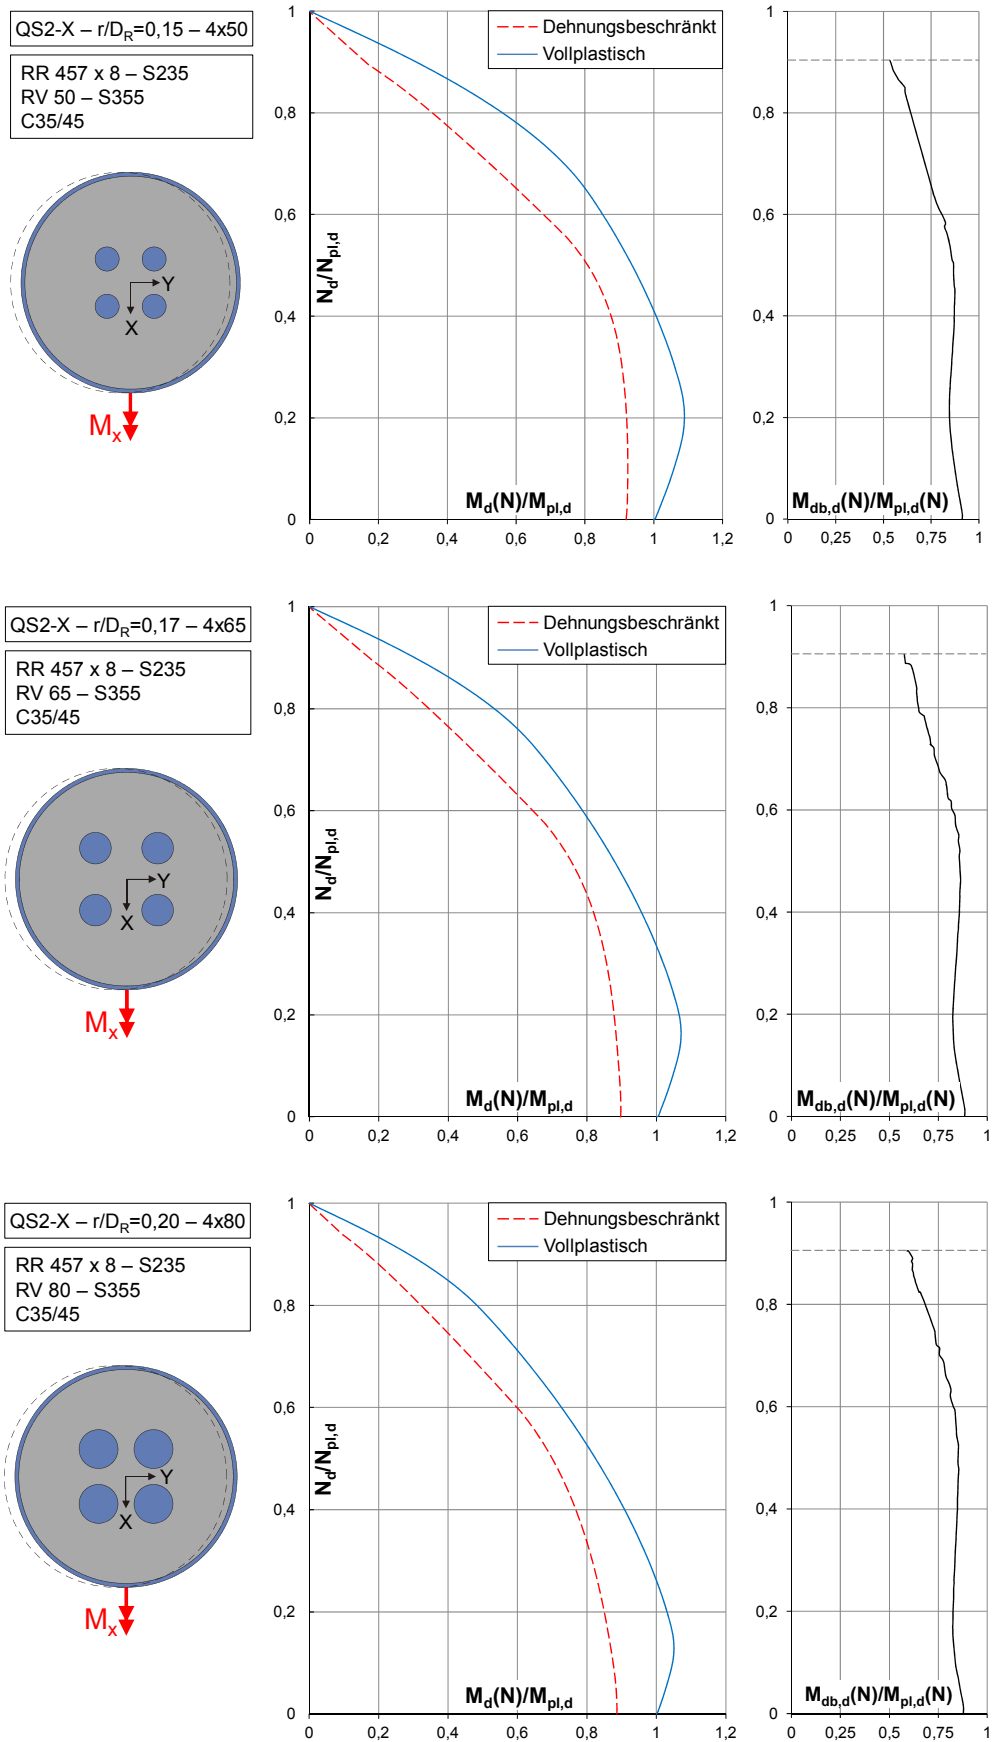 QS2-X – r/D_R=0,15 – 4x50
RR 457 x 8 – S235
RV 50 – S355
C35/45
Y
X
M_x
Dehnungsbeschränkt
Vollplastisch
N_d/N_pl,d
1
0,8
0,6
0,4
0,2
0
M_d(N)/M_pl,d
0 0,2 0,4 0,6 0,8 1 1,2
1
0,8
0,6
0,4
0,2
0
M_db,d(N)/M_pl,d(N)
0 0,25 0,5 0,75 1
QS2-X – r/D_R=0,17 – 4x65
RR 457 x 8 – S235
RV 65 – S355
C35/45
Y
X
M_x
Dehnungsbeschränkt
Vollplastisch
N_d/N_pl,d
1
0,8
0,6
0,4
0,2
0
M_d(N)/M_pl,d
0 0,2 0,4 0,6 0,8 1 1,2
1
0,8
0,6
0,4
0,2
0
M_db,d(N)/M_pl,d(N)
0 0,25 0,5 0,75 1
QS2-X – r/D_R=0,20 – 4x80
RR 457 x 8 – S235
RV 80 – S355
C35/45
Y
X
M_x
Dehnungsbeschränkt
Vollplastisch
N_d/N_pl,d
1
0,8
0,6
0,4
0,2
0
M_d(N)/M_pl,d
0 0,2 0,4 0,6 0,8 1 1,2
1
0,8
0,6
0,4
0,2
0
M_db,d(N)/M_pl,d(N)
0 0,25 0,5 0,75 1